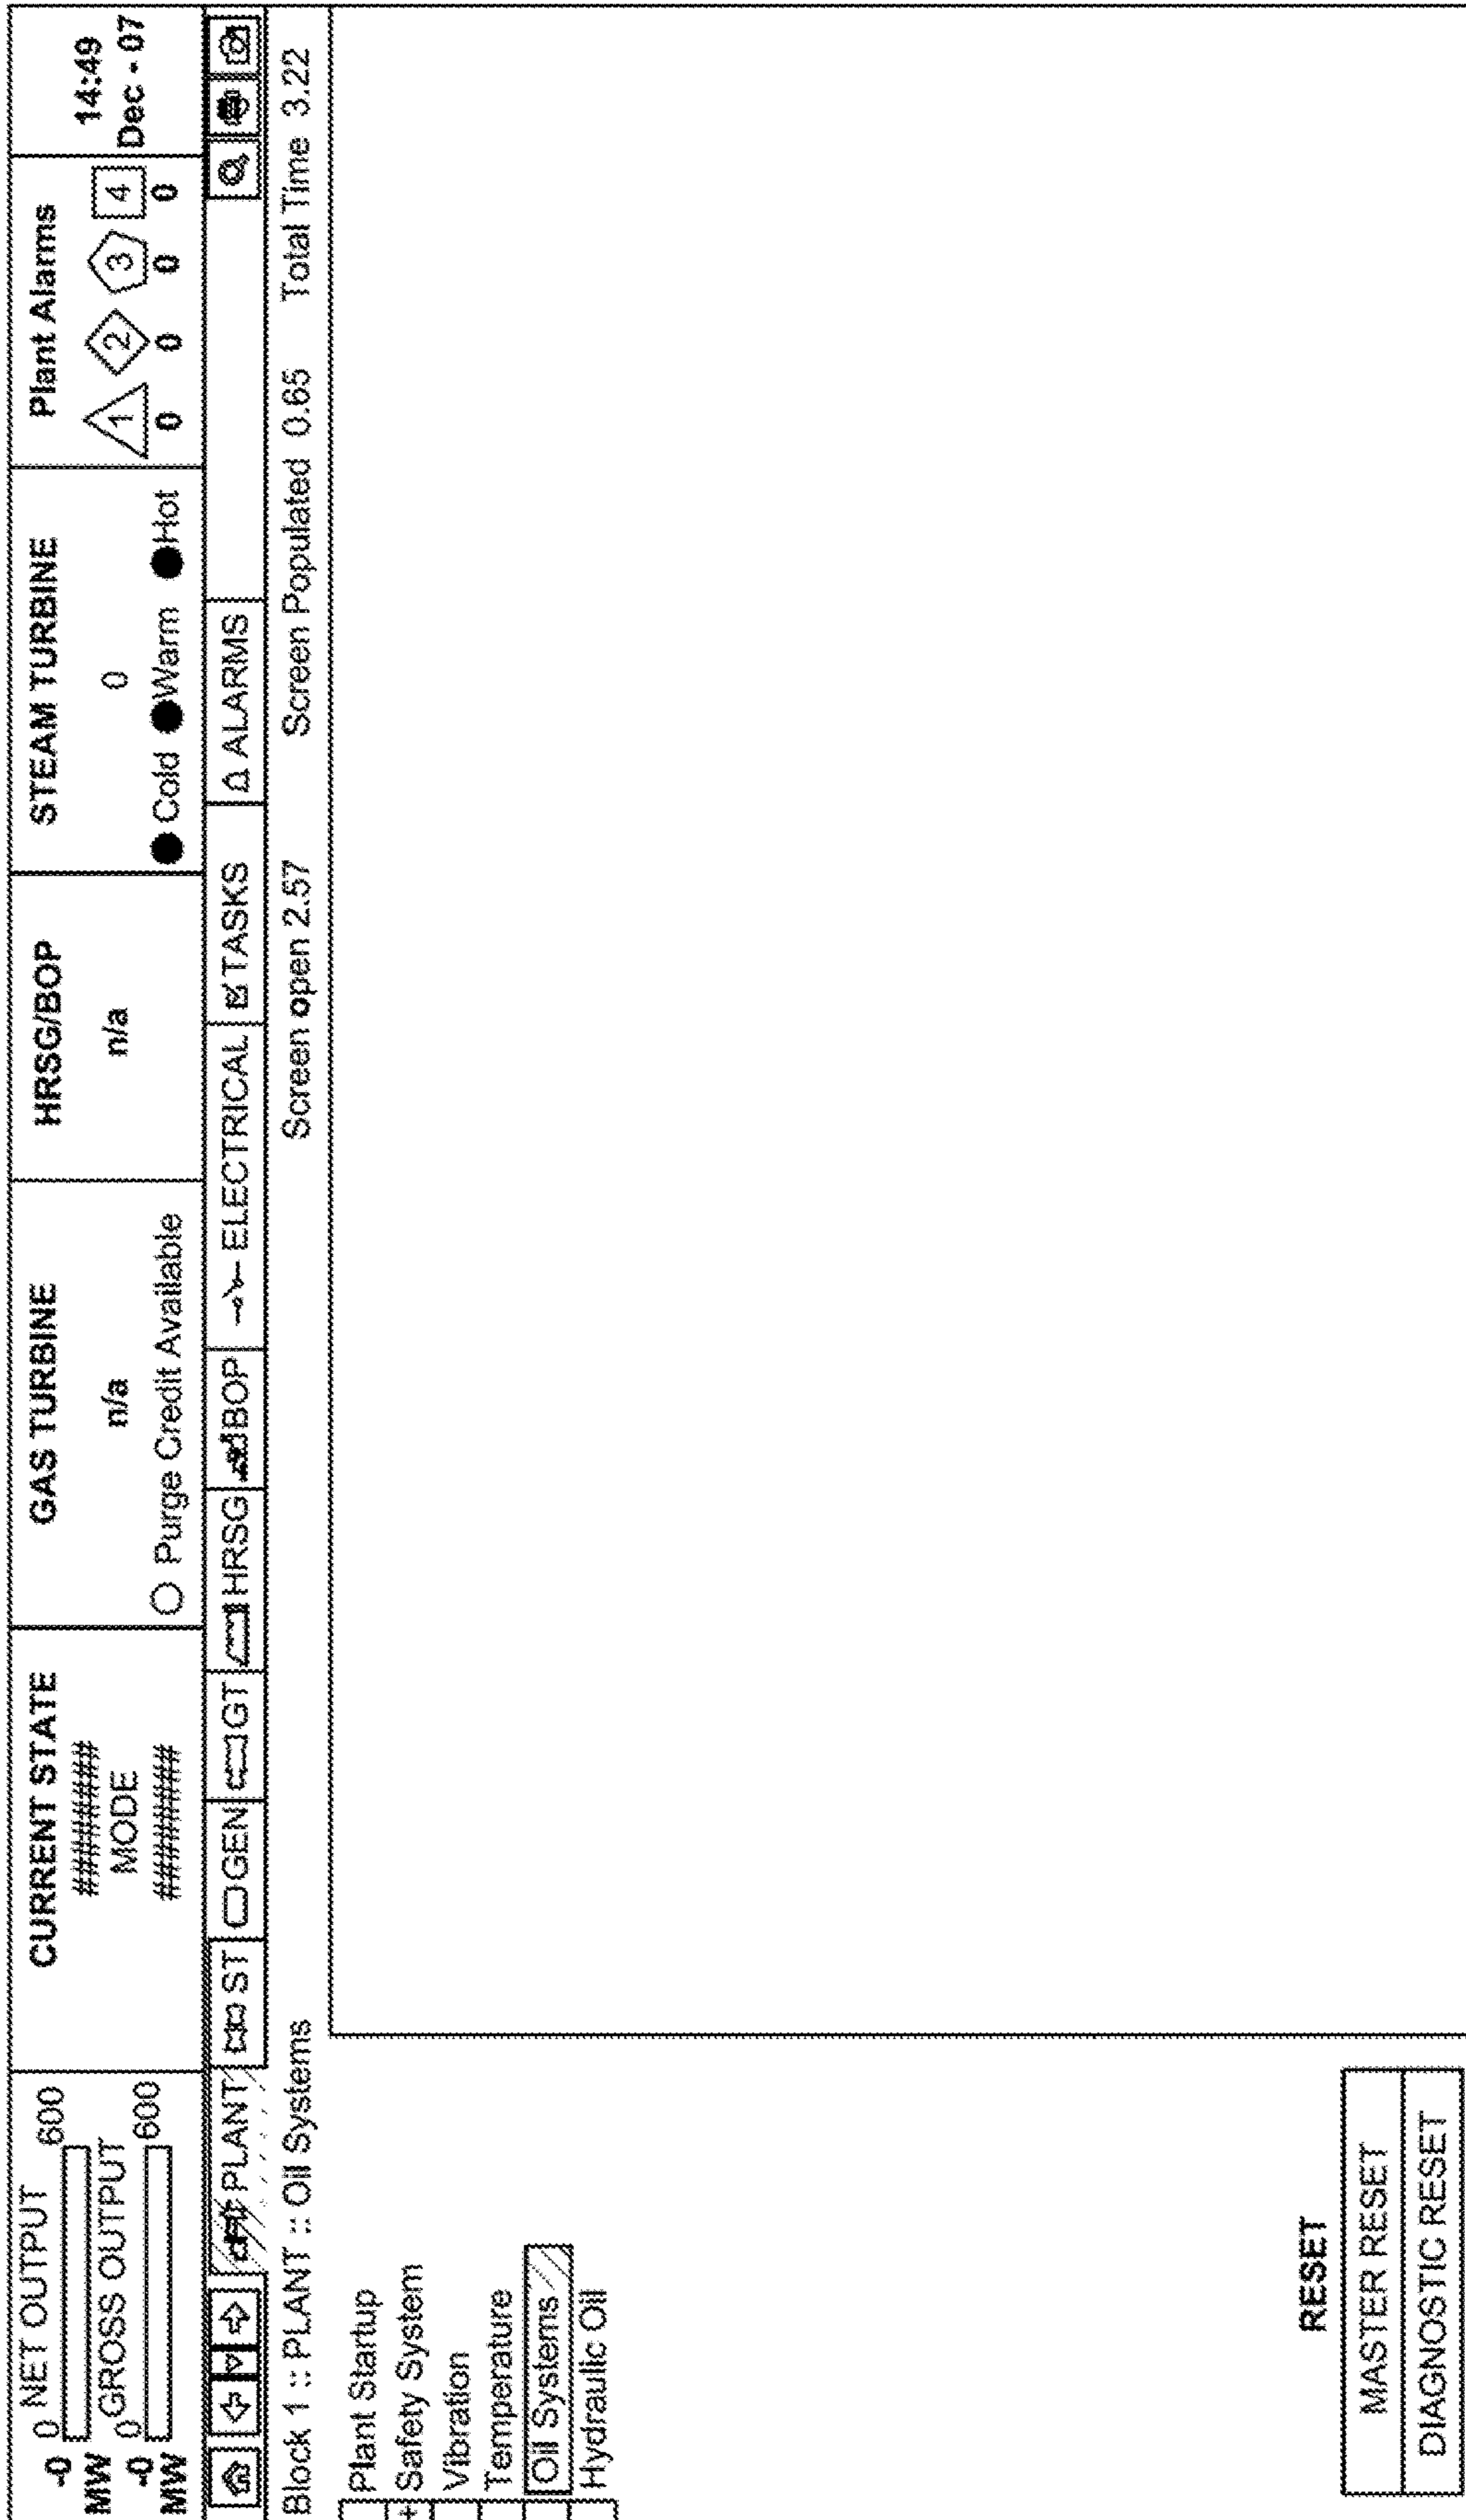 NET OUTPUT
0 600
-0
MW
GROSS OUTPUT
0 600
-0
MW
CURRENT STATE
#######
MODE
#######
GAS TURBINE
n/a
Purge Credit Available
HRSG/BOP
n/a
STEAM TURBINE
0
Cold Warm Hot
Plant Alarms
1 2 3 4
0 0 0 0
14:49
Dec - 07
PLANT ST GEN GT HRSG BOP ELECTRICAL TASKS ALARMS
Block 1 :: PLANT :: Oil Systems Screen open 2.57 Screen Populated 0.65 Total Time 3.22
Plant Startup
+ Safety System
Vibration
Temperature
Oil Systems
Hydraulic Oil
RESET
MASTER RESET
DIAGNOSTIC RESET